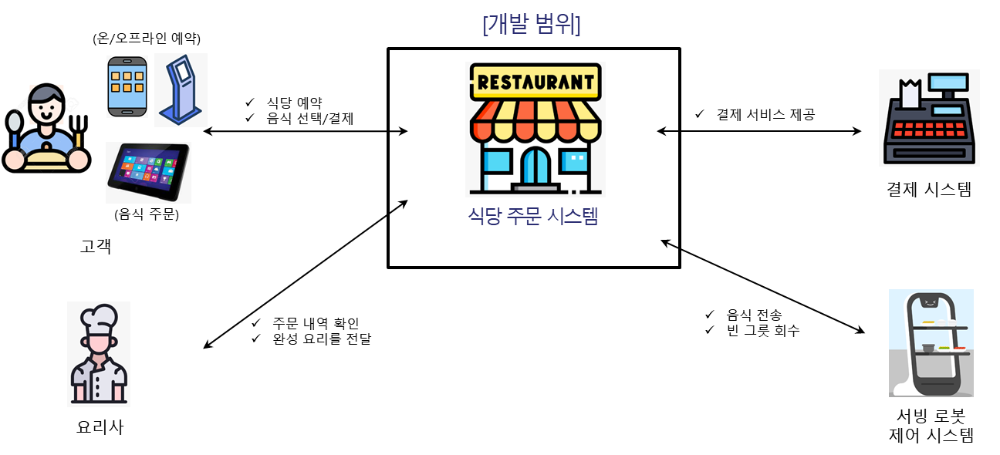 [개발 범위]
(온/오프라인 예약)
RESTAURANT
✓ 식당 예약
✓ 음식 선택/결제
✓ 결제 서비스 제공
식당 주문 시스템
결제 시스템
(음식 주문)
고객
✓ 주문 내역 확인
✓ 완성 요리를 전달
✓ 음식 전송
✓ 빈 그릇 회수
요리사
서빙 로봇
제어 시스템